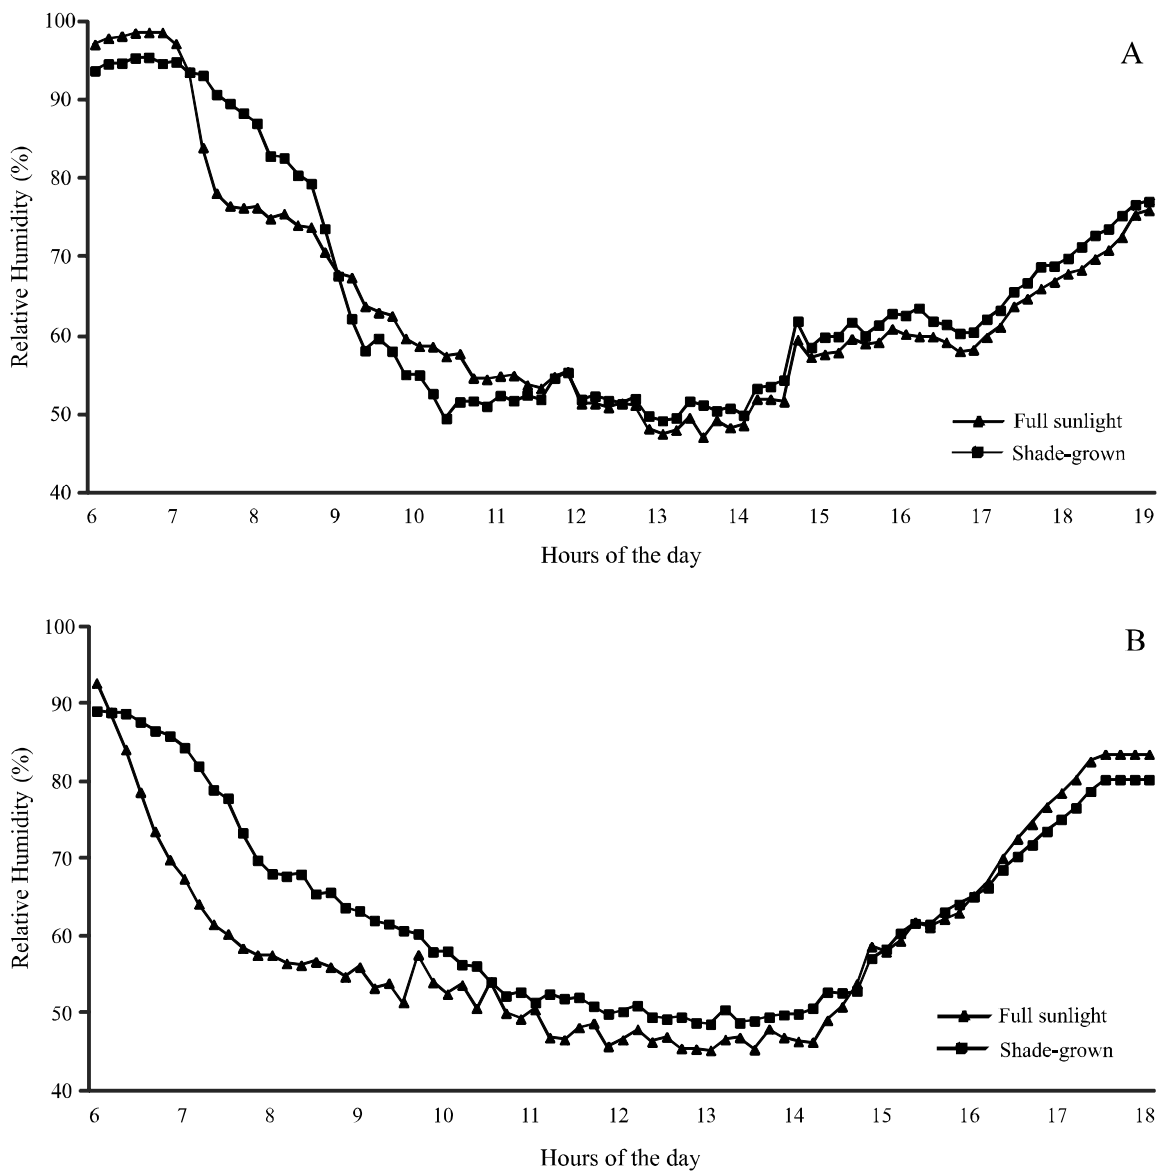 A
100
90
80
70
60
50
40
Relative Humidity (%)
Full sunlight
Shade-grown
6 7 8 9 10 11 12 13 14 15 16 17 18 19
Hours of the day
B
100
90
80
70
60
50
40
Relative Humidity (%)
Full sunlight
Shade-grown
6 7 8 9 10 11 12 13 14 15 16 17 18
Hours of the day